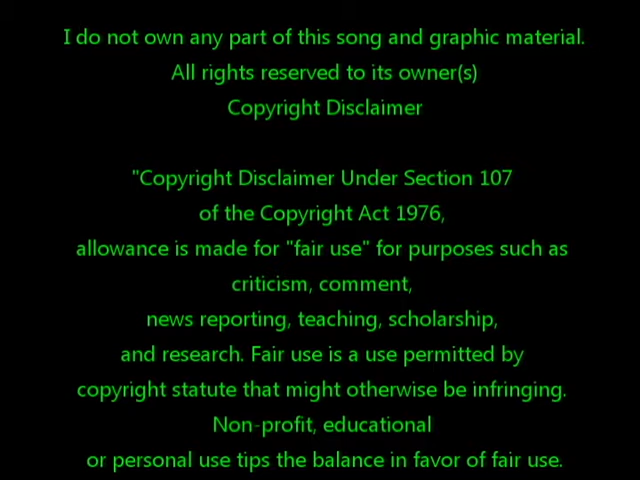 I do not own any part of this song and graphic material.
All rights reserved to its owner(s)
Copyright Disclaimer
"Copyright Disclaimer Under Section 107
of the Copyright Act 1976,
allowance is made for "fair use" for purposes such as
criticism, comment,
news reporting, teaching, scholarship,
and research. Fair use is a use permitted by
copyright statute that might otherwise be infringing.
Non-profit, educational
or personal use tips the balance in favor of fair use.